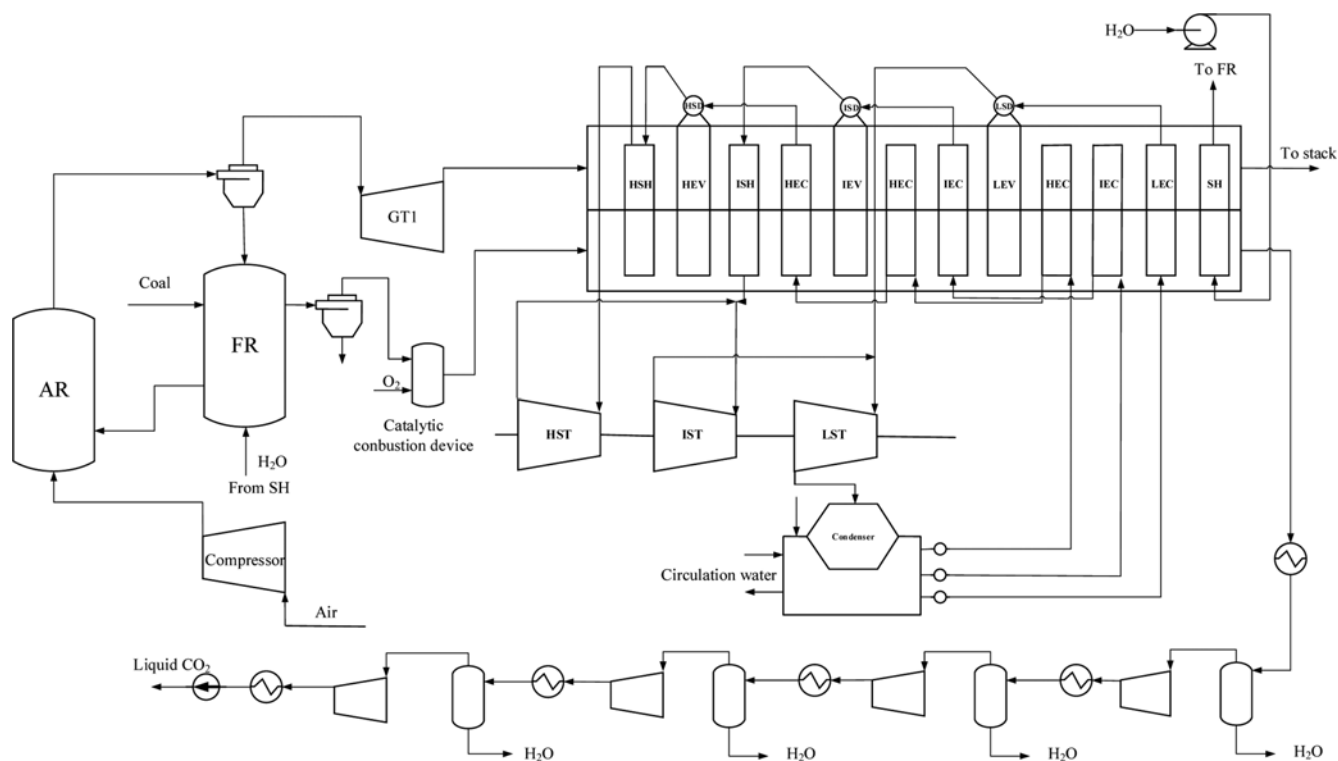 H₂O
To FR
HSD
ISD
LSD
To stack
HSH
HEV
ISH
HEC
IEV
HEC
IEC
LEV
HEC
IEC
LEC
SH
GT1
Coal
FR
AR
O₂
Catalytic
conbustion device
H₂O
From SH
HST
IST
LST
Compressor
Condenser
Circulation water
Air
Liquid CO₂
H₂O
H₂O
H₂O
H₂O